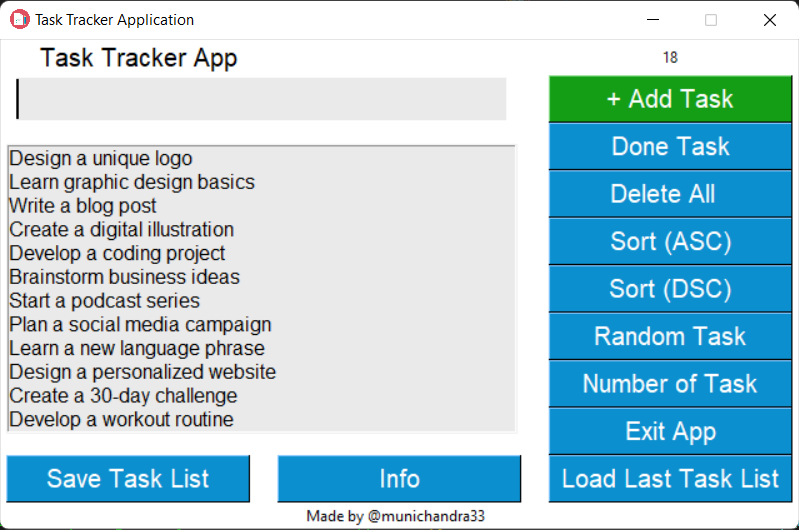 Task Tracker Application
Task Tracker App
18
+ Add Task
Done Task
Delete All
Sort (ASC)
Sort (DSC)
Random Task
Number of Task
Exit App
Load Last Task List
Design a unique logo
Learn graphic design basics
Write a blog post
Create a digital illustration
Develop a coding project
Brainstorm business ideas
Start a podcast series
Plan a social media campaign
Learn a new language phrase
Design a personalized website
Create a 30-day challenge
Develop a workout routine
Save Task List
Info
Made by @munichandra33